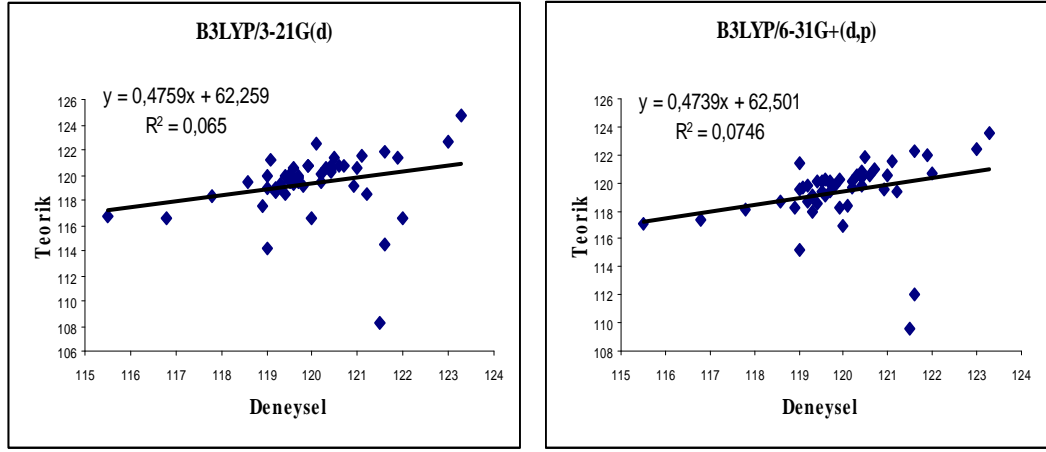 B3LYP/3-21G(d)
y = 0,4759x + 62,259
R² = 0,065
126
124
122
120
118
116
114
112
110
108
106
Teorik
115 116 117 118 119 120 121 122 123 124
Deneysel
B3LYP/6-31G+(d,p)
y = 0,4739x + 62,501
R² = 0,0746
126
124
122
120
118
116
114
112
110
108
Teorik
115 116 117 118 119 120 121 122 123 124
Deneysel